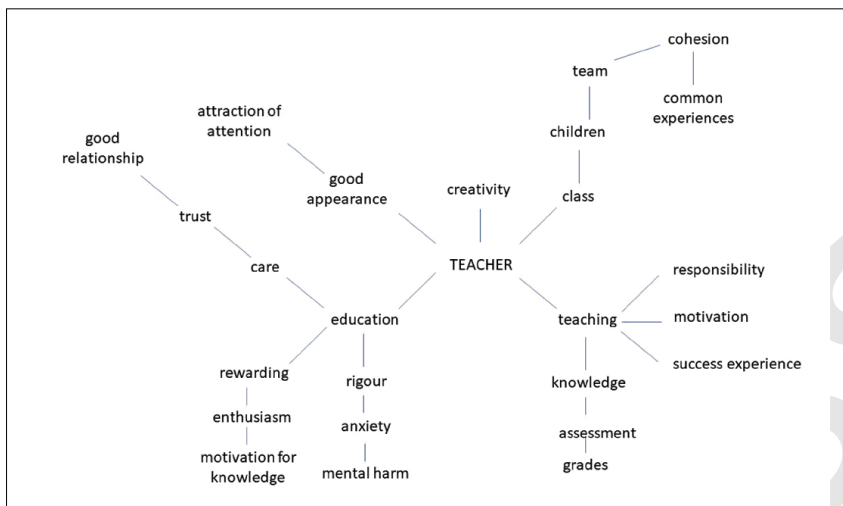 cohesion
team
common
experiences
children
class
attraction of
attention
good
relationship
good
appearance
creativity
trust
care
TEACHER
education
teaching
responsibility
motivation
success experience
rewarding
enthusiasm
motivation for
knowledge
rigour
anxiety
mental harm
knowledge
assessment
grades